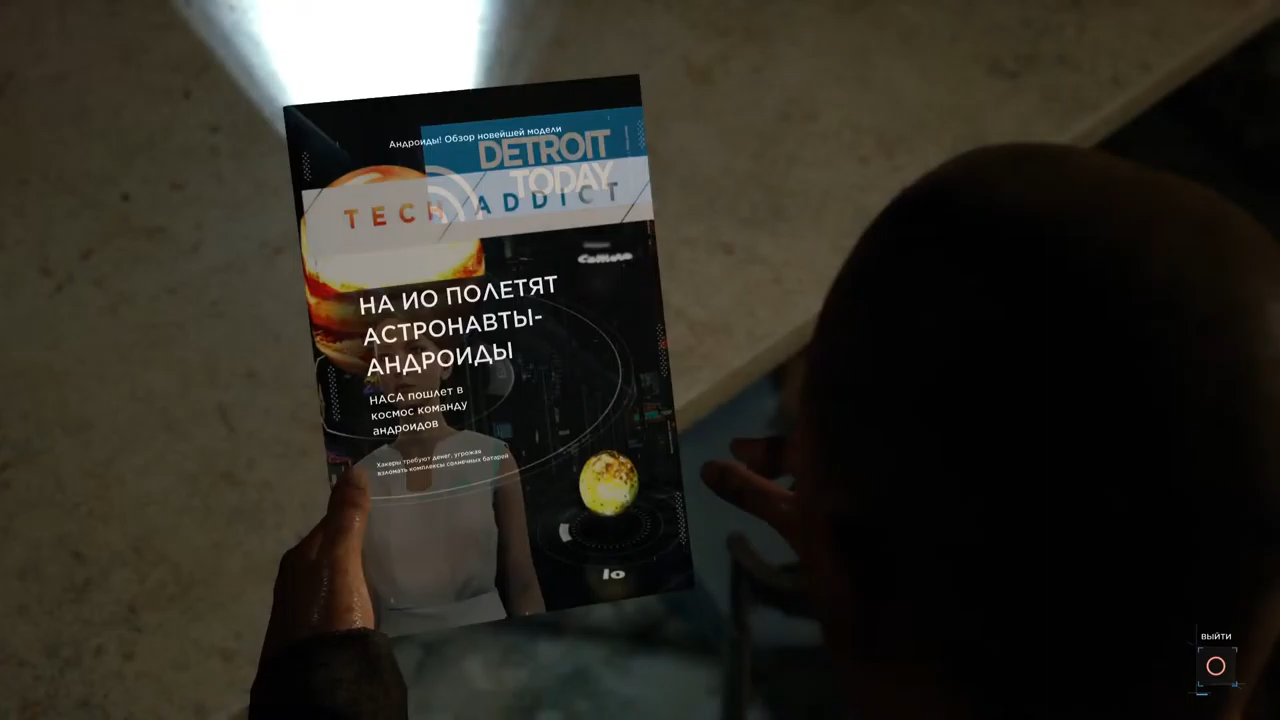 Андроиды! Обзор новейшей модели
DETROIT
TODAY
TECH ADDICT
НА ИО ПОЛЕТЯТ
АСТРОНАВТЫ-
АНДРОИДЫ
НАСА пошлет в
космос команду
андроидов
Хакеры требуют денег, угрожая
взломать комплексы солнечных батарей
Io
ВЫЙТИ